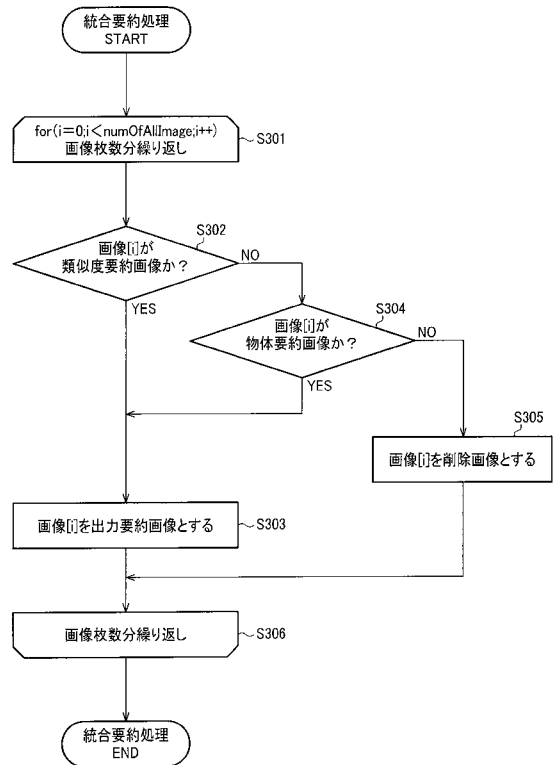 統合要約処理
START
for(i=0;i<numOfAllImage;i++)
画像枚数分繰り返し
S301
画像[i]が
類似度要約画像か?
S302
NO
YES
画像[i]が
物体要約画像か?
S304
NO
YES
S305
画像[i]を削除画像とする
画像[i]を出力要約画像とする
S303
画像枚数分繰り返し
S306
統合要約処理
END